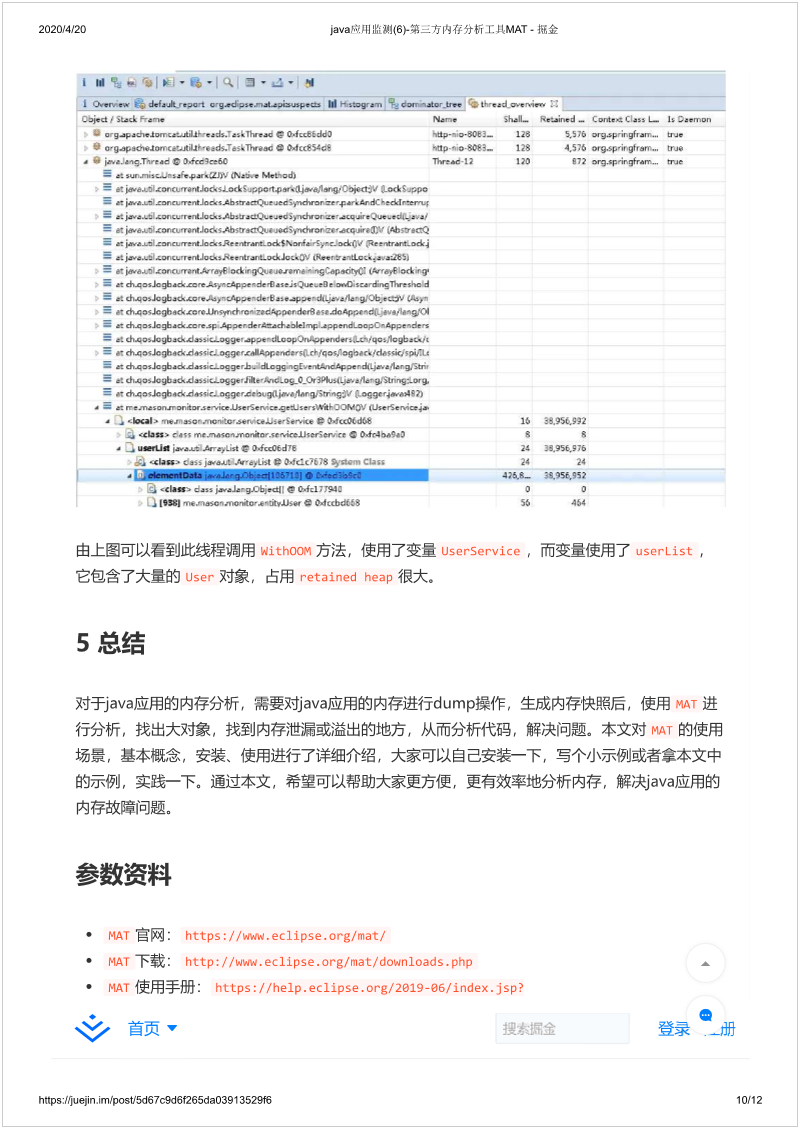 2020/4/20
java应用监测(6)-第三方内存分析工具MAT - 掘金
i Overview default_report org.eclipse.mat.api:suspects Histogram dominator_tree thread_overview
Object / Stack Frame Name Shall... Retained ... Context Class L... Is Daemon
org.apache.tomcat.util.threads.TaskThread @ 0xfcc86dd0 http-nio-8083... 128 5,576 org.springfram... true
org.apache.tomcat.util.threads.TaskThread @ 0xfcc854d8 http-nio-8083... 128 4,576 org.springfram... true
java.lang.Thread @ 0xfcd9ce60 Thread-12 120 872 org.springfram... true
at sun.misc.Unsafe.park(ZJ)V (Native Method)
at java.util.concurrent.locks.LockSupport.park(Ljava/lang/Object;)V (LockSuppo
at java.util.concurrent.locks.AbstractQueuedSynchronizer.parkAndCheckInterrup
at java.util.concurrent.locks.AbstractQueuedSynchronizer.acquireQueued(Ljava/
at java.util.concurrent.locks.AbstractQueuedSynchronizer.acquire(I)V (AbstractQ
at java.util.concurrent.locks.ReentrantLock$NonfairSync.lock()V (ReentrantLock.j
at java.util.concurrent.locks.ReentrantLock.lock()V (ReentrantLock.java:285)
at java.util.concurrent.ArrayBlockingQueue.remainingCapacity()I (ArrayBlocking
at ch.qos.logback.core.AsyncAppenderBase.isQueueBelowDiscardingThreshold
at ch.qos.logback.core.AsyncAppenderBase.append(Ljava/lang/Object;)V (Asyn
at ch.qos.logback.core.UnsynchronizedAppenderBase.doAppend(Ljava/lang/O
at ch.qos.logback.core.spi.AppenderAttachableImpl.appendLoopOnAppenders
at ch.qos.logback.classic.Logger.appendLoopOnAppenders(Lch/qos/logback/c
at ch.qos.logback.classic.Logger.callAppenders(Lch/qos/logback/classic/spi/ILo
at ch.qos.logback.classic.Logger.buildLoggingEventAndAppend(Ljava/lang/Strin
at ch.qos.logback.classic.Logger.filterAndLog_0_Or3Plus(Ljava/lang/String;Lorg,
at ch.qos.logback.classic.Logger.debug(Ljava/lang/String;)V (Logger.java:482)
at me.mason.monitor.service.UserService.getUsersWithOOM()V (UserService.ja
<local> me.mason.monitor.service.UserService @ 0xfcc06d68 16 38,956,992
<class> class me.mason.monitor.service.UserService @ 0xfc4ba9a0 8 8
userList java.util.ArrayList @ 0xfcc06d78 24 38,956,976
<class> class java.util.ArrayList @ 0xfc1c7678 System Class 24 24
elementData java.lang.Object[106710] @ 0xfed3b8c0 426,8... 38,956,952
<class> class java.lang.Object[] @ 0xfc177940 0 0
[938] me.mason.monitor.entity.User @ 0xfccbd668 56 464
由上图可以看到此线程调用 WithOOM 方法，使用了变量 UserService ，而变量使用了 userList ，
它包含了大量的 User 对象，占用 retained heap 很大。
5 总结
对于java应用的内存分析，需要对java应用的内存进行dump操作，生成内存快照后，使用 MAT 进
行分析，找出大对象，找到内存泄漏或溢出的地方，从而分析代码，解决问题。本文对 MAT 的使用
场景，基本概念，安装、使用进行了详细介绍，大家可以自己安装一下，写个小示例或者拿本文中
的示例，实践一下。通过本文，希望可以帮助大家更方便，更有效率地分析内存，解决java应用的
内存故障问题。
参数资料
• MAT 官网： https://www.eclipse.org/mat/
• MAT 下载： http://www.eclipse.org/mat/downloads.php
• MAT 使用手册： https://help.eclipse.org/2019-06/index.jsp?
首页
搜索掘金
登录 注册
https://juejin.im/post/5d67c9d6f265da03913529f6
10/12